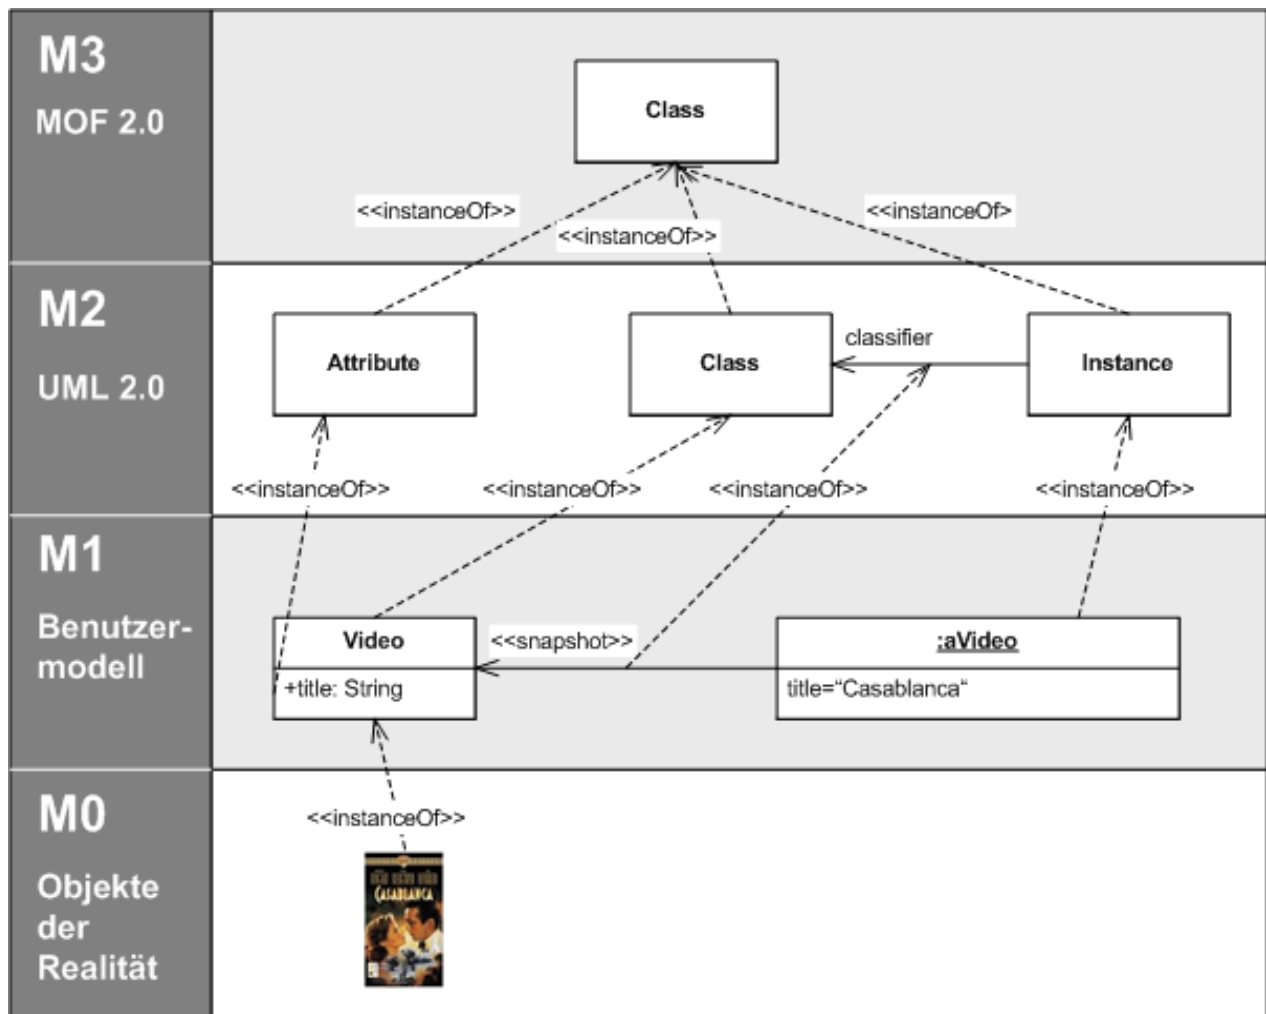 M3
MOF 2.0
Class
<<instanceOf>>
<<instanceOf>>
<<instanceOf>
M2
UML 2.0
Attribute
Class
classifier
Instance
<<instanceOf>>
<<instanceOf>>
<<instanceOf>>
<<instanceOf>>
M1
Benutzer-
modell
Video
+title: String
<<snapshot>>
:aVideo
title=“Casablanca“
M0
Objekte
der
Realität
<<instanceOf>>
CASABLANCA